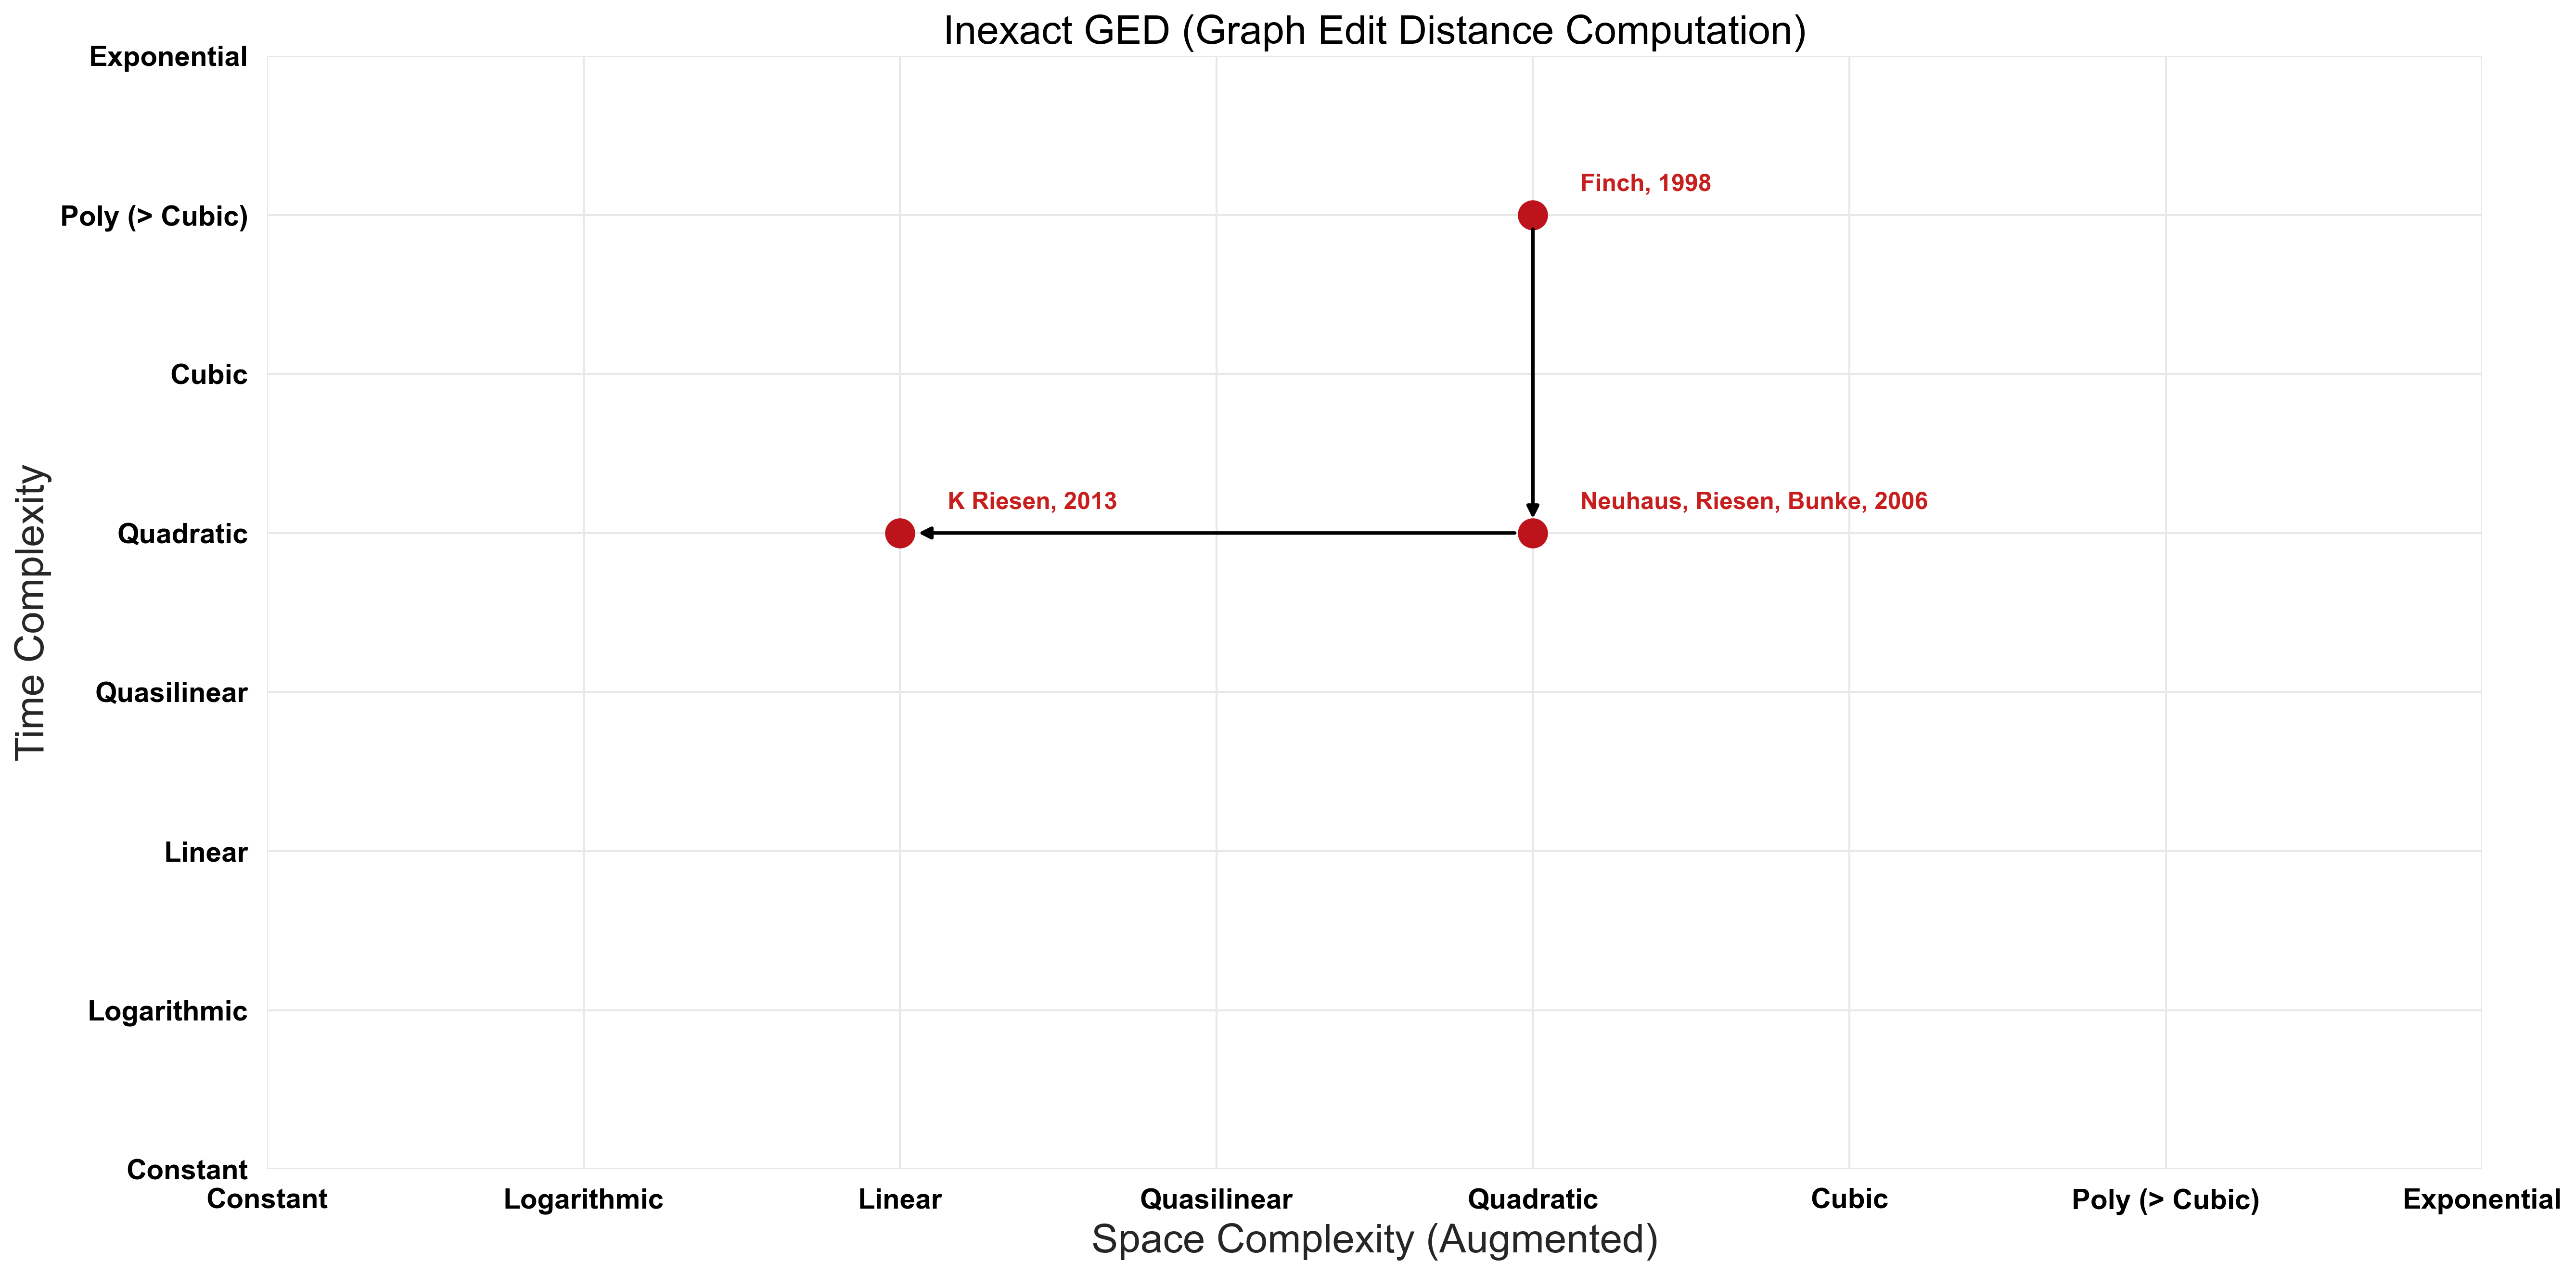 Inexact GED (Graph Edit Distance Computation)
Exponential
Poly (> Cubic)
Cubic
Quadratic
Quasilinear
Linear
Logarithmic
Constant
Time Complexity
Finch, 1998
K Riesen, 2013
Neuhaus, Riesen, Bunke, 2006
Constant
Logarithmic
Linear
Quasilinear
Quadratic
Cubic
Poly (> Cubic)
Exponential
Space Complexity (Augmented)